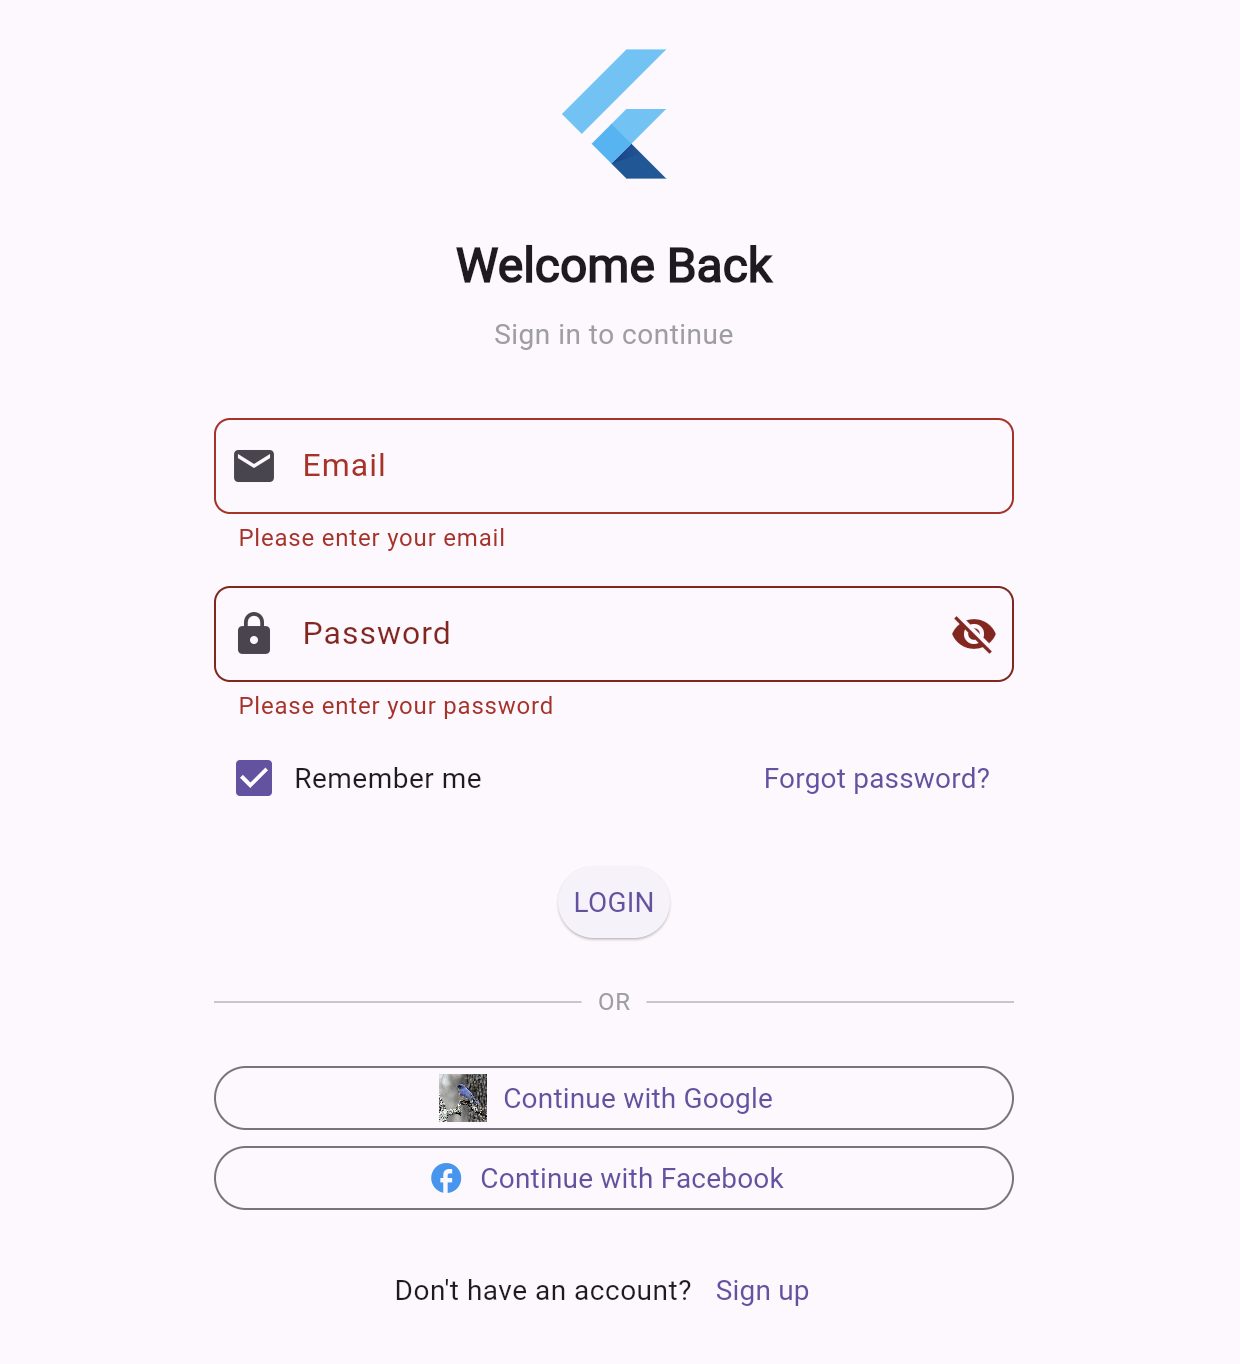 Welcome Back
Sign in to continue
Email
Please enter your email
Password
Please enter your password
Remember me
Forgot password?
LOGIN
OR
Continue with Google
Continue with Facebook
Don't have an account? Sign up